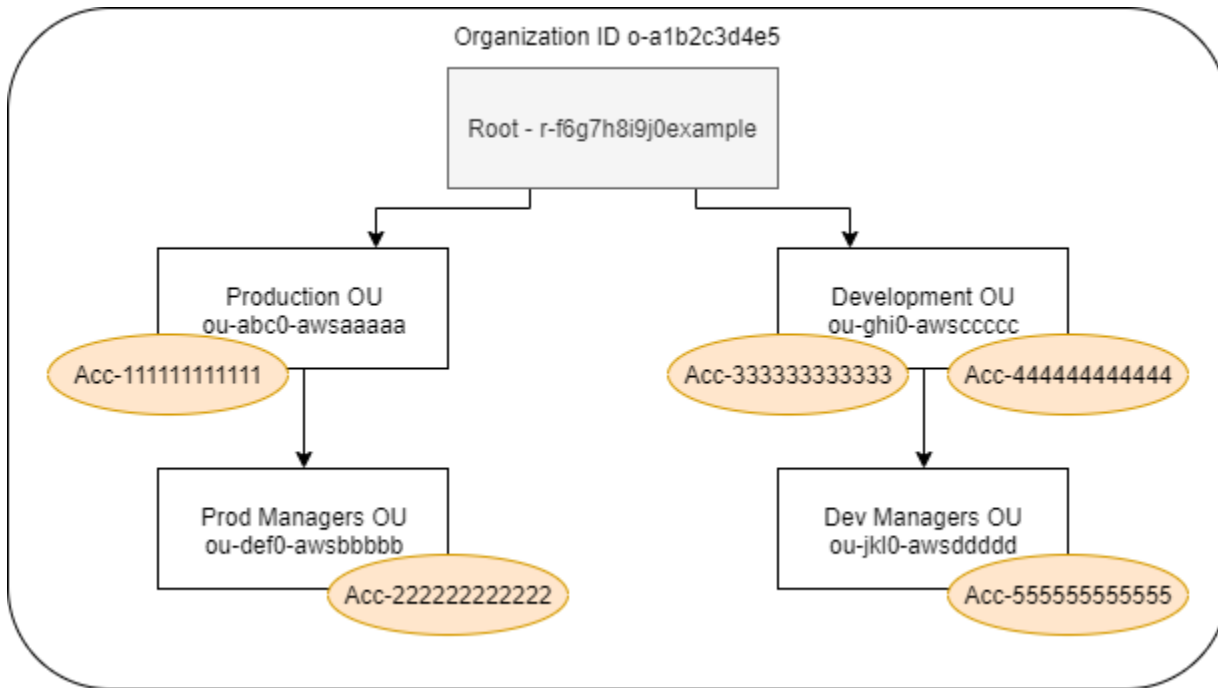 Organization ID o-a1b2c3d4e5
Root - r-f6g7h8i9j0example
Production OU
ou-abc0-awsaaaaa
Acc-111111111111
Development OU
ou-ghi0-awsccccc
Acc-333333333333
Acc-444444444444
Prod Managers OU
ou-def0-awsbbbbb
Acc-222222222222
Dev Managers OU
ou-jkl0-awsddddd
Acc-555555555555